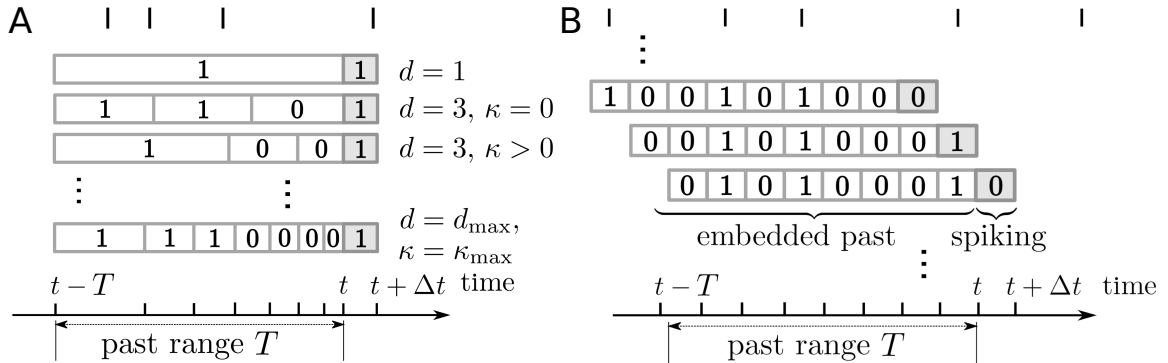 A
1 1 d = 1
1 1 0 1 d = 3, κ = 0
1 0 0 1 d = 3, κ > 0
⋮ ⋮
1 1 1 0 0 0 0 1 d = d_max,
κ = κ_max
t − T t t + Δt time
past range T
B
⋮
1 0 0 1 0 1 0 0 0
0 0 1 0 1 0 0 0 1
0 1 0 1 0 0 0 1 0
embedded past spiking
⋮
t − T t t + Δt time
past range T